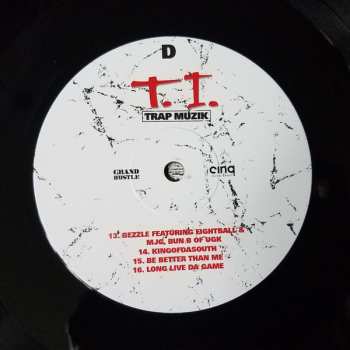 D
T.I.
TRAP MUZIK
GRAND
HUSTLE
cinq
13. BEZZLE FEATURING EIGHTBALL &
MJG, BUN B OF UGK
14. KINGOFDASOUTH
15. BE BETTER THAN ME
16. LONG LIVE DA GAME